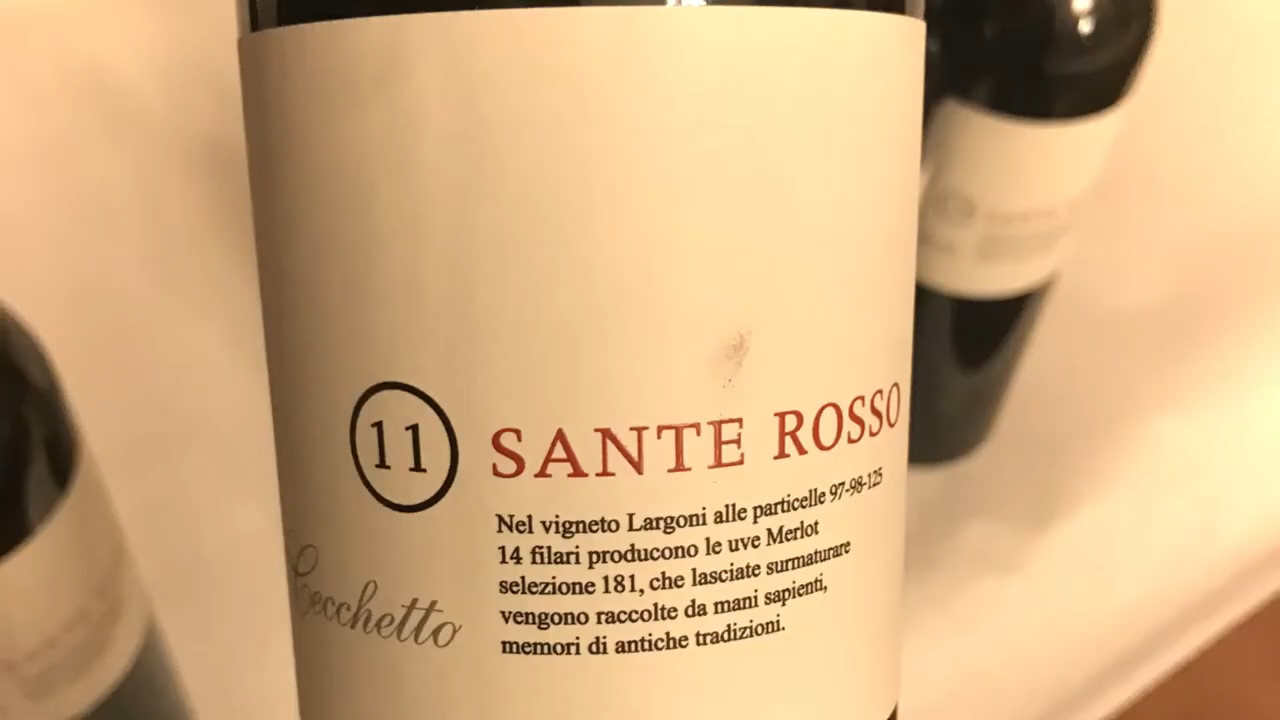 11 SANTE ROSSO
Nel vigneto Largoni alle particelle 97-98-125
14 filari producono le uve Merlot
selezione 181, che lasciate surmaturare
vengono raccolte da mani sapienti,
memori di antiche tradizioni.
Cecchetto